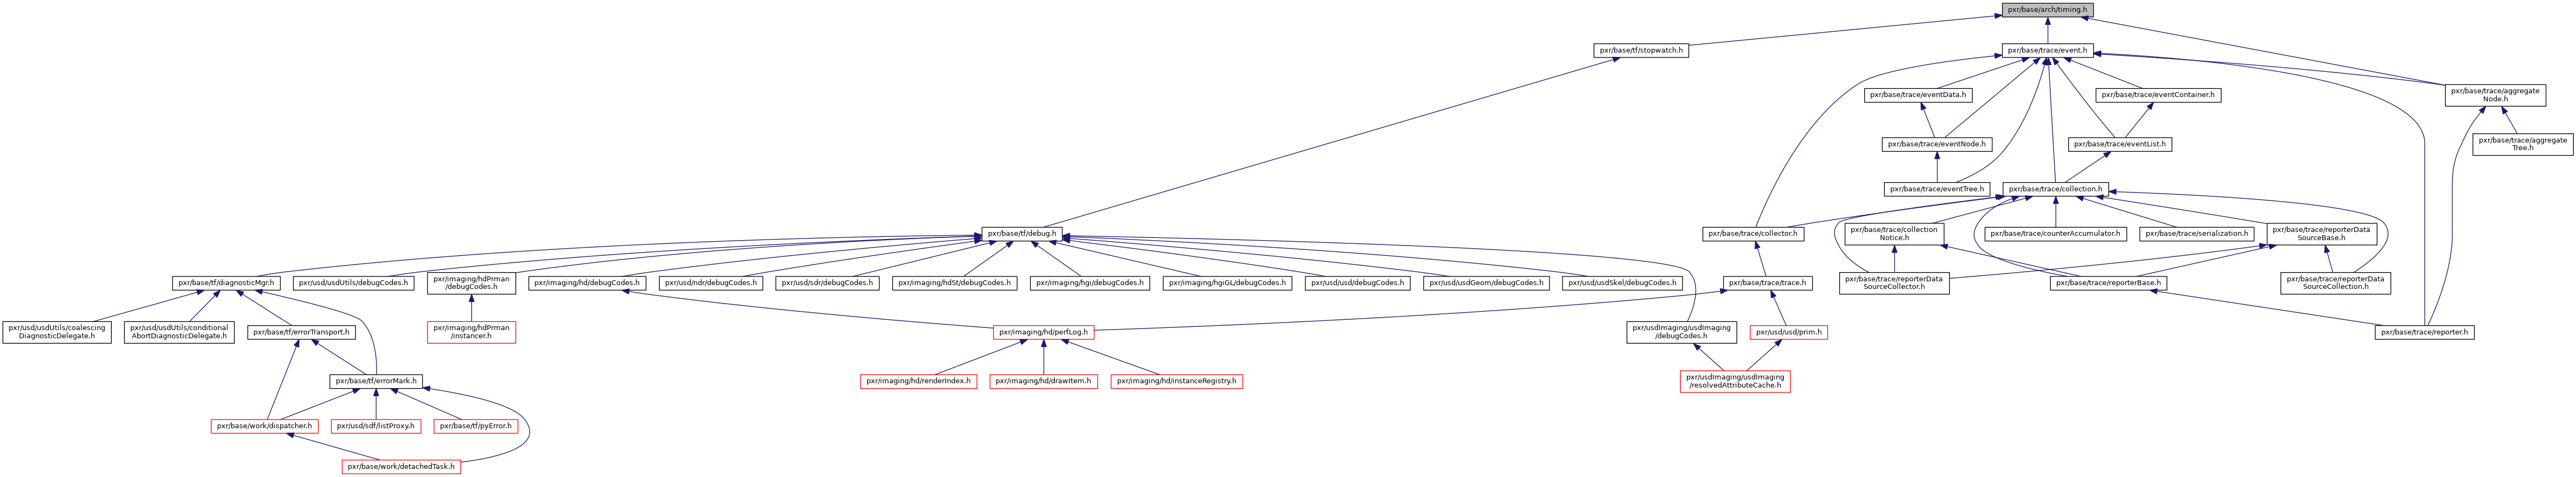 pxr/base/arch/timing.h
pxr/base/tf/stopwatch.h
pxr/base/trace/event.h
pxr/base/trace/eventData.h
pxr/base/trace/eventContainer.h
pxr/base/trace/aggregate
Node.h
pxr/base/trace/eventNode.h
pxr/base/trace/eventList.h
pxr/base/trace/aggregate
Tree.h
pxr/base/trace/eventTree.h
pxr/base/trace/collection.h
pxr/base/tf/debug.h
pxr/base/trace/collector.h
pxr/base/trace/collection
Notice.h
pxr/base/trace/counterAccumulator.h
pxr/base/trace/serialization.h
pxr/base/trace/reporterData
SourceBase.h
pxr/base/tf/diagnosticMgr.h
pxr/usd/usdUtils/debugCodes.h
pxr/imaging/hdPrman
/debugCodes.h
pxr/imaging/hd/debugCodes.h
pxr/usd/ndr/debugCodes.h
pxr/usd/sdr/debugCodes.h
pxr/imaging/hdSt/debugCodes.h
pxr/imaging/hgi/debugCodes.h
pxr/imaging/hgiGL/debugCodes.h
pxr/usd/usd/debugCodes.h
pxr/usd/usdGeom/debugCodes.h
pxr/usd/usdSkel/debugCodes.h
pxr/base/trace/trace.h
pxr/base/trace/reporterData
SourceCollector.h
pxr/base/trace/reporterBase.h
pxr/base/trace/reporterData
SourceCollection.h
pxr/usd/usdUtils/coalescing
DiagnosticDelegate.h
pxr/usd/usdUtils/conditional
AbortDiagnosticDelegate.h
pxr/base/tf/errorTransport.h
pxr/imaging/hdPrman
/instancer.h
pxr/imaging/hd/perfLog.h
pxr/usdImaging/usdImaging
/debugCodes.h
pxr/usd/usd/prim.h
pxr/base/trace/reporter.h
pxr/base/tf/errorMark.h
pxr/imaging/hd/renderIndex.h
pxr/imaging/hd/drawItem.h
pxr/imaging/hd/instanceRegistry.h
pxr/usdImaging/usdImaging
/resolvedAttributeCache.h
pxr/base/work/dispatcher.h
pxr/usd/sdf/listProxy.h
pxr/base/tf/pyError.h
pxr/base/work/detachedTask.h